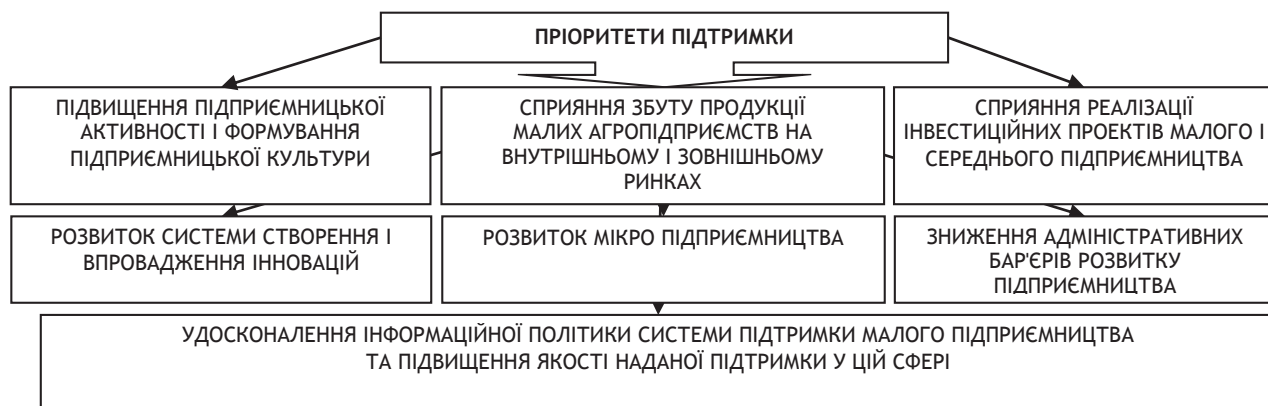 ПРІОРИТЕТИ ПІДТРИМКИ
ПІДВИЩЕННЯ ПІДПРИЄМНИЦЬКОЇ
АКТИВНОСТІ І ФОРМУВАННЯ
ПІДПРИЄМНИЦЬКОЇ КУЛЬТУРИ
СПРИЯННЯ ЗБУТУ ПРОДУКЦІЇ
МАЛИХ АГРОПІДПРИЄМСТВ НА
ВНУТРІШНЬОМУ І ЗОВНІШНЬОМУ
РИНКАХ
СПРИЯННЯ РЕАЛІЗАЦІЇ
ІНВЕСТИЦІЙНИХ ПРОЕКТІВ МАЛОГО І
СЕРЕДНЬОГО ПІДПРИЄМНИЦТВА
РОЗВИТОК СИСТЕМИ СТВОРЕННЯ І
ВПРОВАДЖЕННЯ ІННОВАЦІЙ
РОЗВИТОК МІКРО ПІДПРИЄМНИЦТВА
ЗНИЖЕННЯ АДМІНІСТРАТИВНИХ
БАР'ЄРІВ РОЗВИТКУ
ПІДПРИЄМНИЦТВА
УДОСКОНАЛЕННЯ ІНФОРМАЦІЙНОЇ ПОЛІТИКИ СИСТЕМИ ПІДТРИМКИ МАЛОГО ПІДПРИЄМНИЦТВА
ТА ПІДВИЩЕННЯ ЯКОСТІ НАДАНОЇ ПІДТРИМКИ У ЦІЙ СФЕРІ